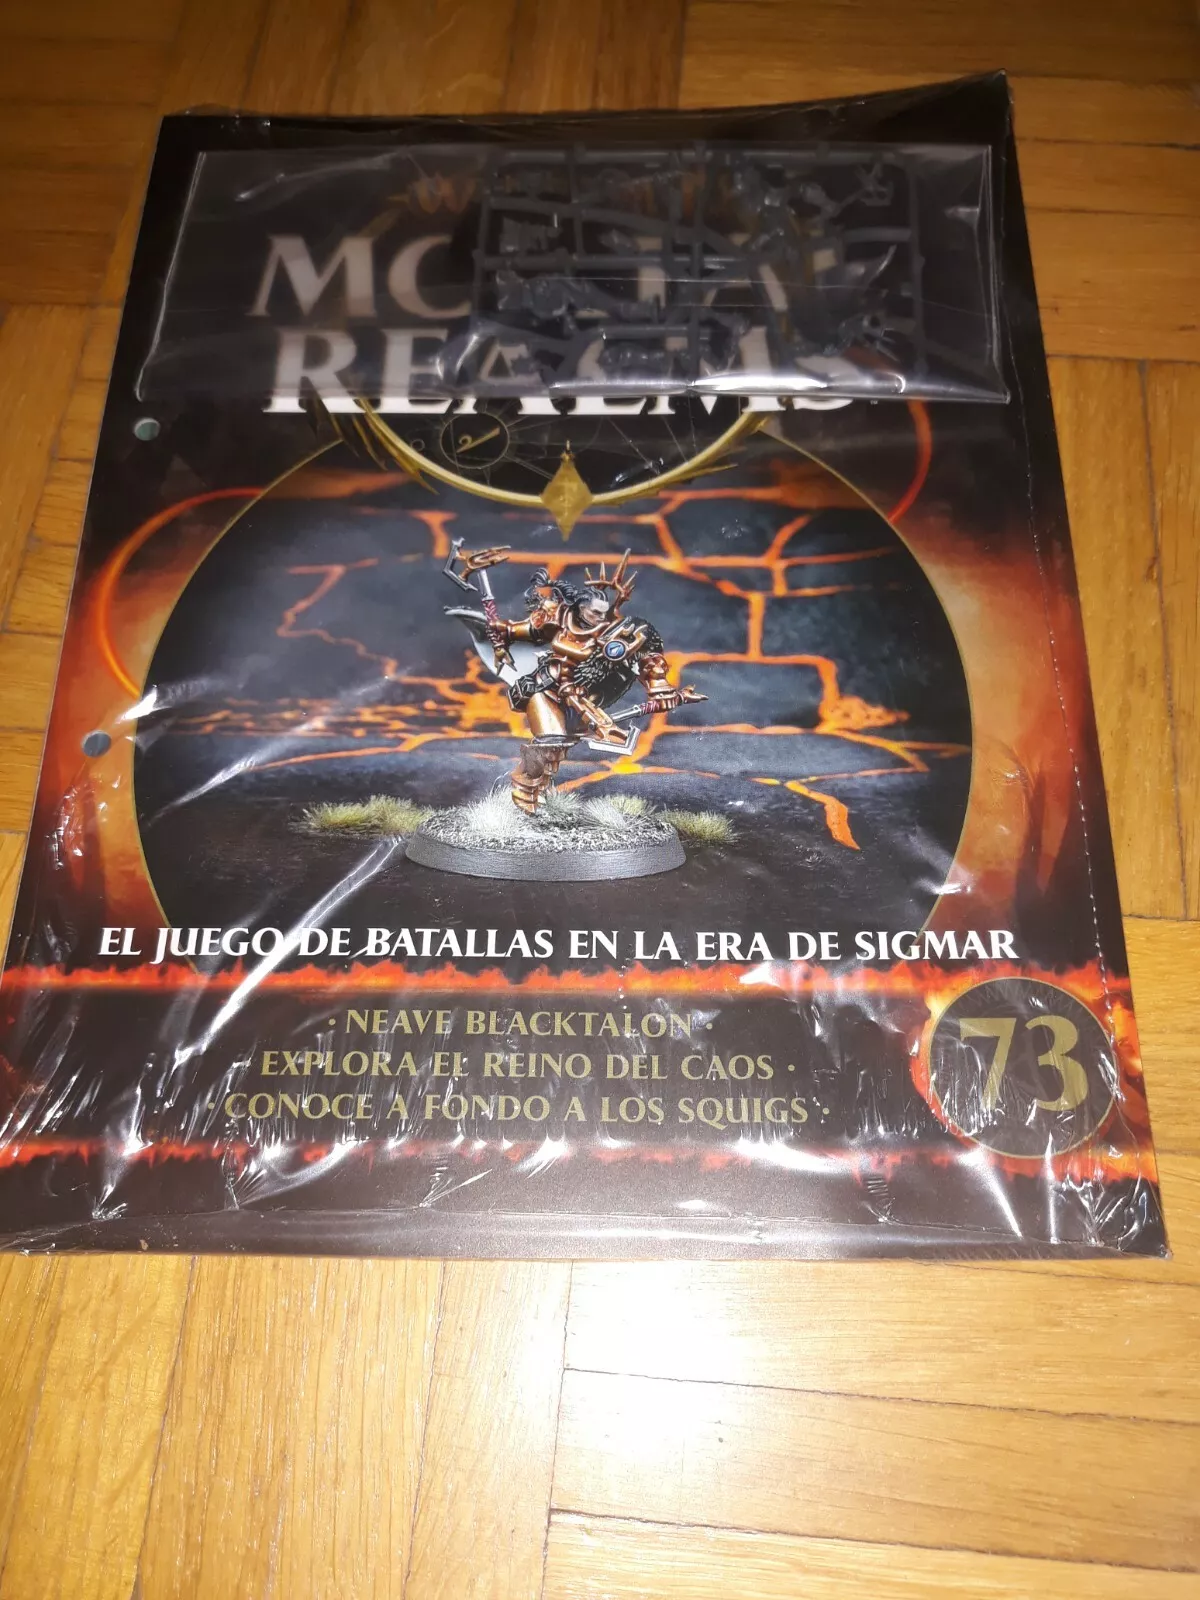 REALMS
EL JUEGO DE BATALLAS EN LA ERA DE SIGMAR
· NEAVE BLACKTALON ·
· EXPLORA EL REINO DEL CAOS ·
· CONOCE A FONDO A LOS SQUIGS ·
73